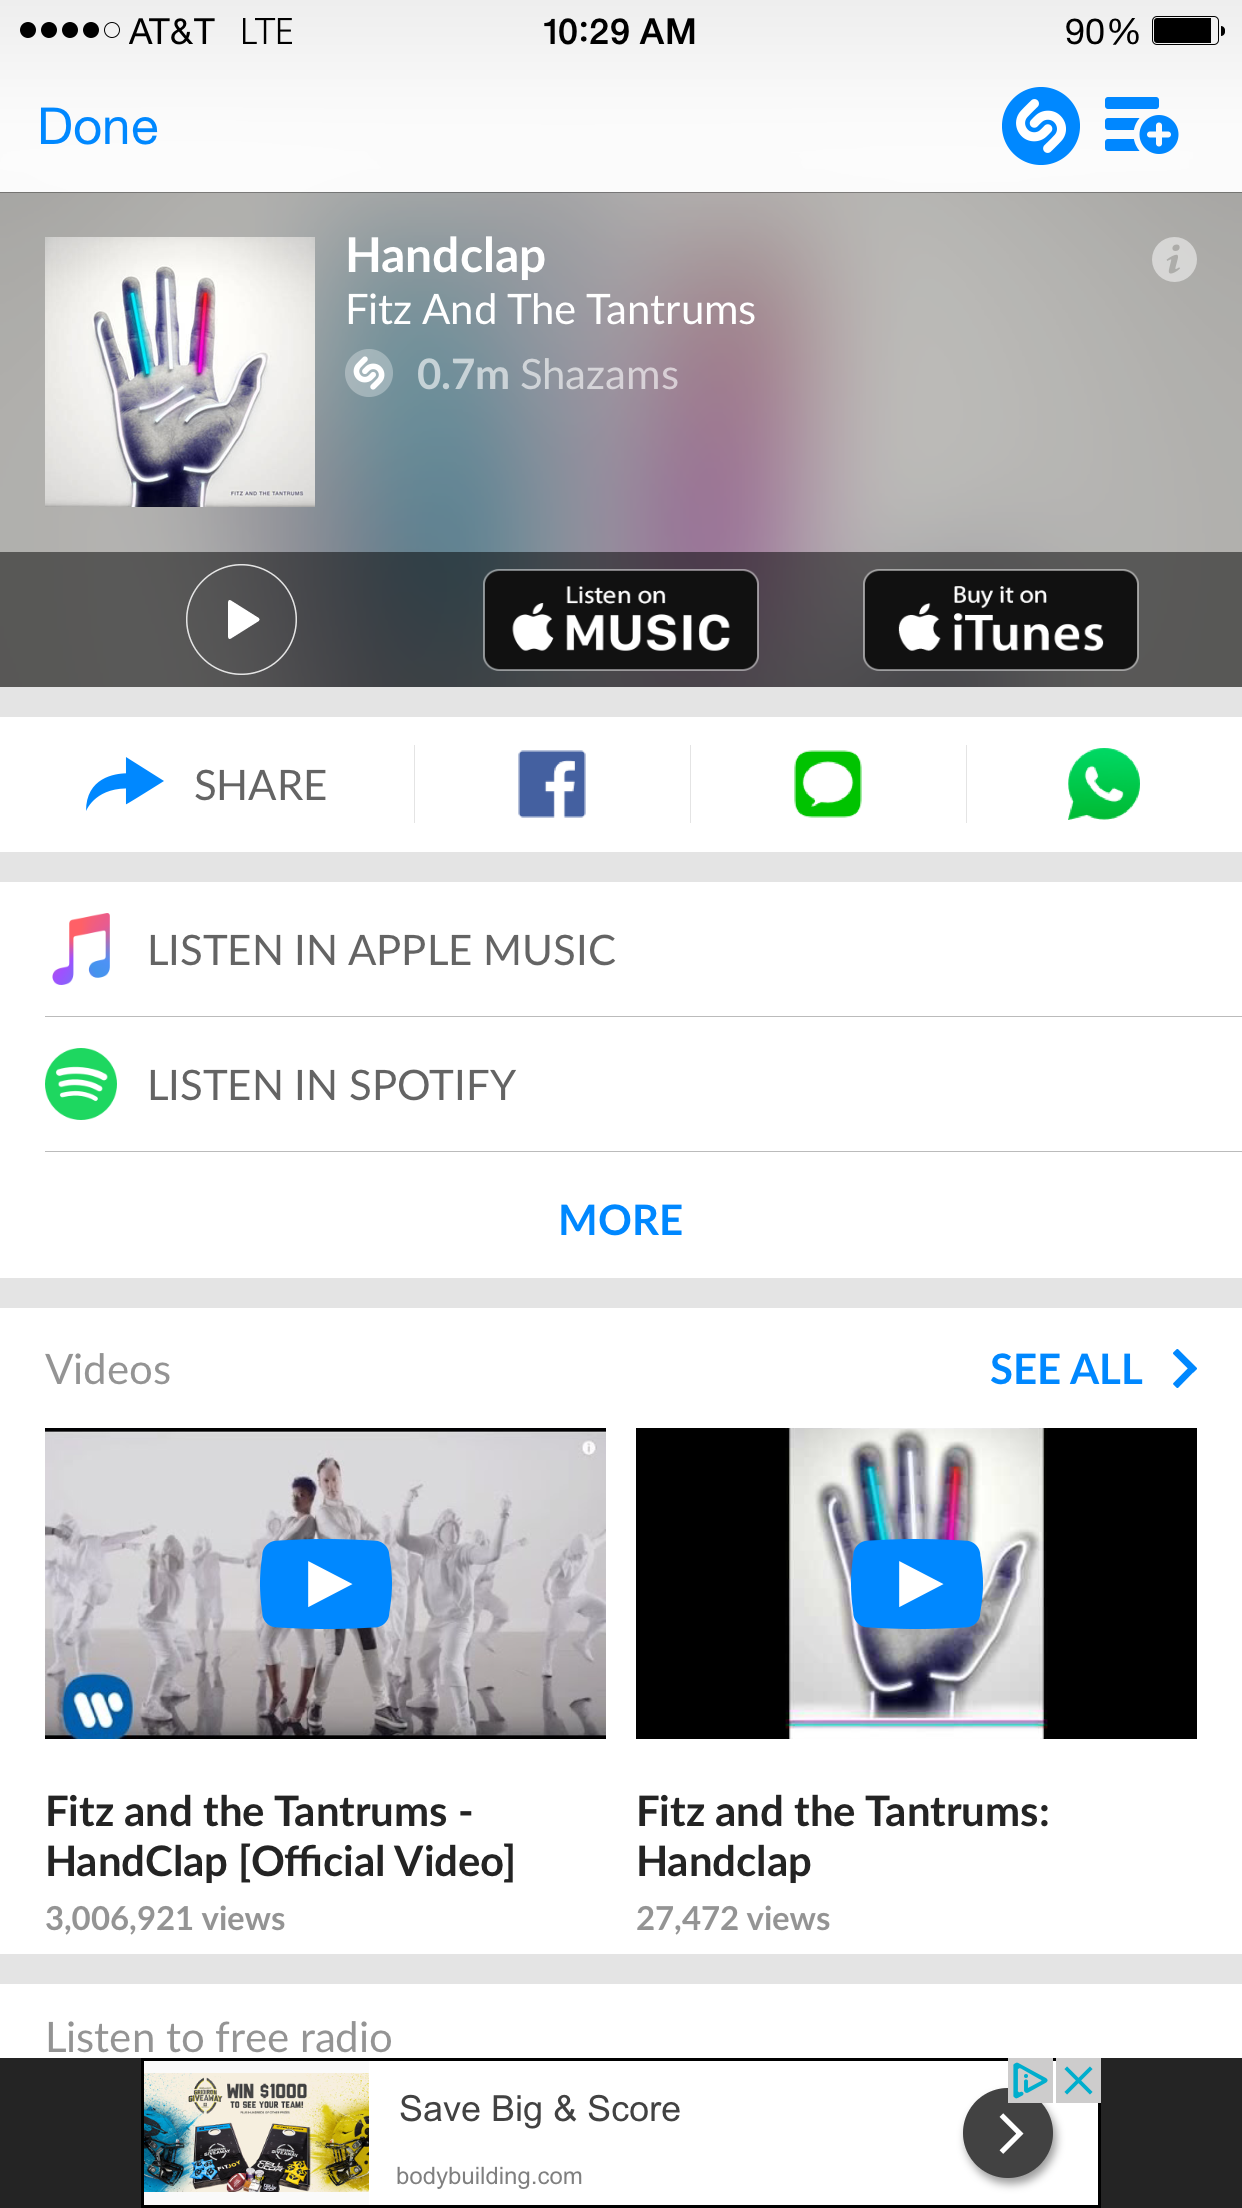 AT&T LTE 10:29 AM 90%
Done
Handclap
Fitz And The Tantrums
0.7m Shazams
FITZ AND THE TANTRUMS
Listen on
MUSIC
Buy it on
iTunes
SHARE
LISTEN IN APPLE MUSIC
LISTEN IN SPOTIFY
MORE
Videos
SEE ALL
Fitz and the Tantrums -
HandClap [Official Video]
3,006,921 views
Fitz and the Tantrums:
Handclap
27,472 views
Listen to free radio
GIVEAWAY
WIN $1000
TO SEE YOUR TEAM!
Save Big & Score
bodybuilding.com